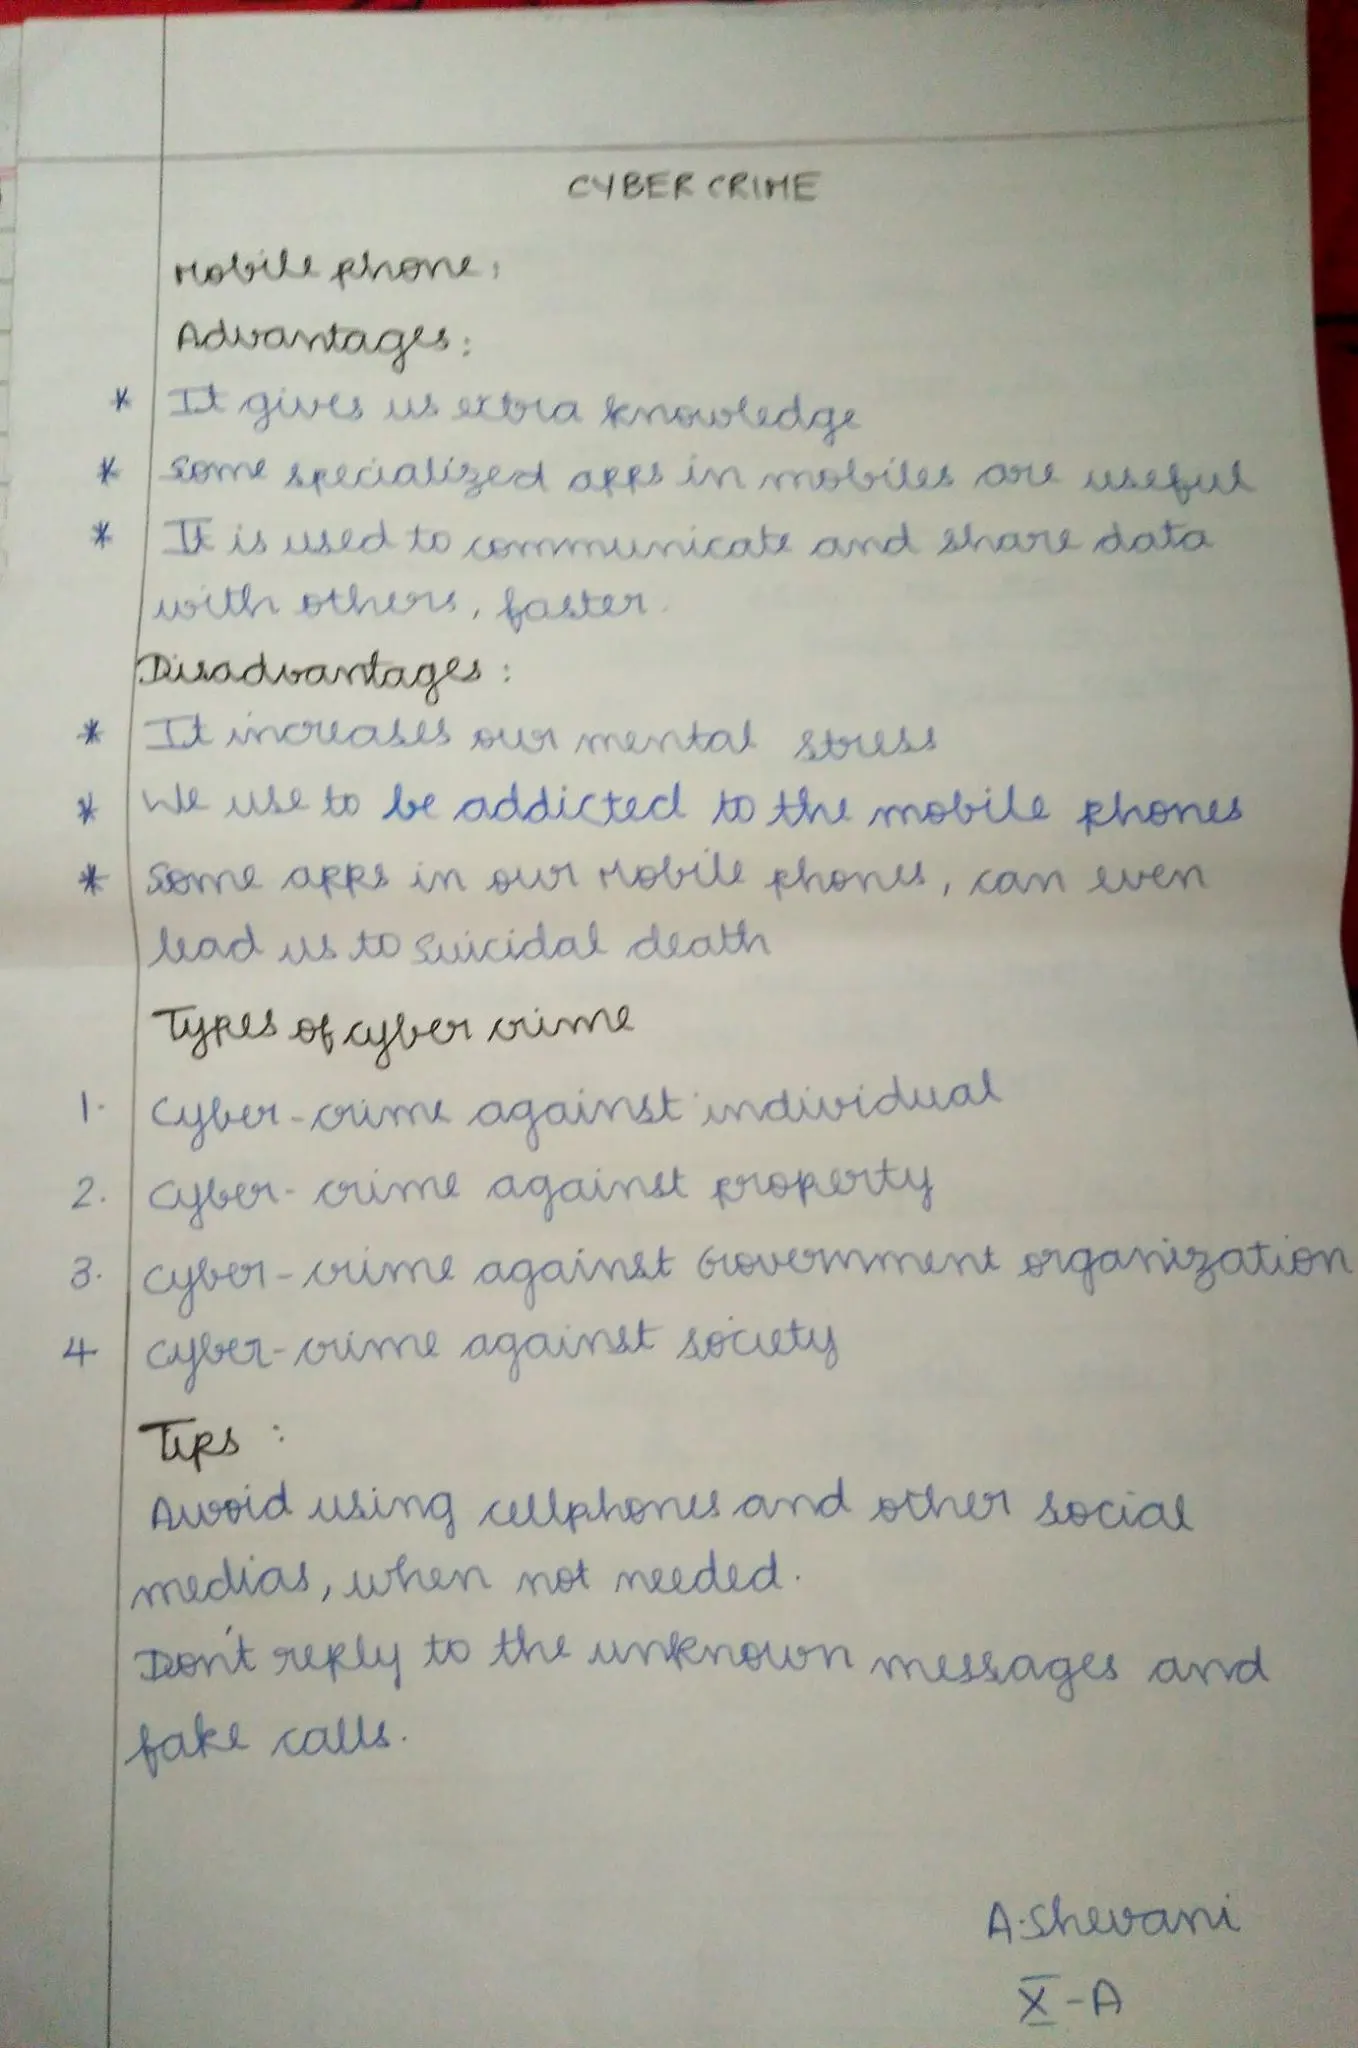 CYBER CRIME
Mobile phone:
Advantages:
* It gives us extra knowledge
* Some specialized apps in mobiles are useful
* It is used to communicate and share data
with others, faster.
Disadvantages:
* It increases our mental stress
* We use to be addicted to the mobile phones
* Some apps in our Mobile phones, can even
lead us to suicidal death
Types of cyber crime
1. Cyber-crime against individual
2. Cyber-crime against property
3. Cyber-crime against Government organization
4 Cyber-crime against society
Tips:
Avoid using cellphones and other social
medias, when not needed.
Don't reply to the unknown messages and
fake calls.
A.Shevani
X-A